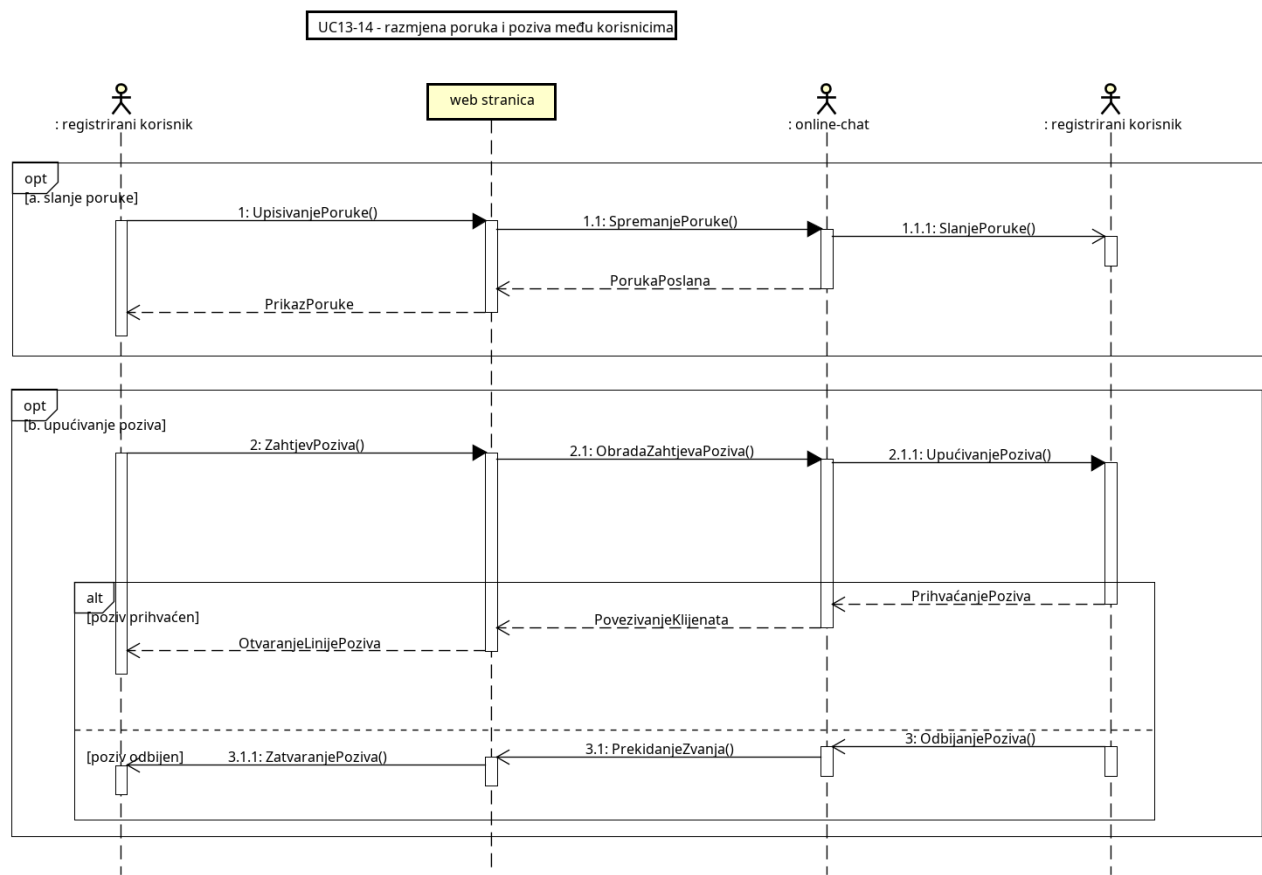 UC13-14 - razmjena poruka i poziva među korisnicima
: registrirani korisnik
web stranica
: online-chat
: registrirani korisnik
opt
[a. slanje poruke]
1: UpisivanjePoruke()
1.1: SpremanjePoruke()
1.1.1: SlanjePoruke()
PorukaPoslana
PrikazPoruke
opt
[b. upućivanje poziva]
2: ZahtjevPoziva()
2.1: ObradaZahtjevaPoziva()
2.1.1: UpućivanjePoziva()
alt
[poziv prihvaćen]
PrihvaćanjePoziva
PovezivanjeKlijenata
OtvaranjeLinijePoziva
3: OdbijanjePoziva()
3.1: PrekidanjeZvanja()
[poziv odbijen]
3.1.1: ZatvaranjePoziva()